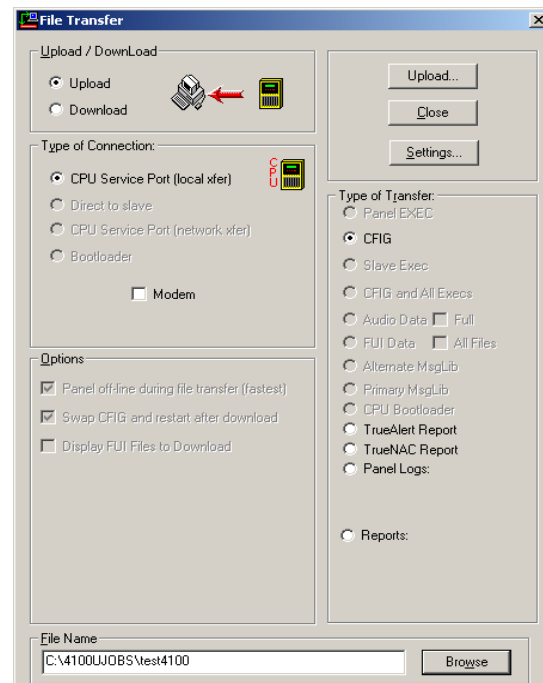 File Transfer
Upload / DownLoad
Upload
Download
Upload...
Close
Settings...
Type of Connection:
CPU
CPU Service Port (local xfer)
Direct to slave
CPU Service Port (network xfer)
Bootloader
Modem
Type of Transfer:
Panel EXEC
CFIG
Slave Exec
CFIG and All Execs
Audio Data Full
FUI Data All Files
Alternate MsgLib
Primary MsgLib
CPU Bootloader
TrueAlert Report
TrueNAC Report
Panel Logs:
Reports:
Options
Panel off-line during file transfer (fastest)
Swap CFIG and restart after download
Display FUI Files to Download
File Name
C:\4100UJOBS\test4100
Browse